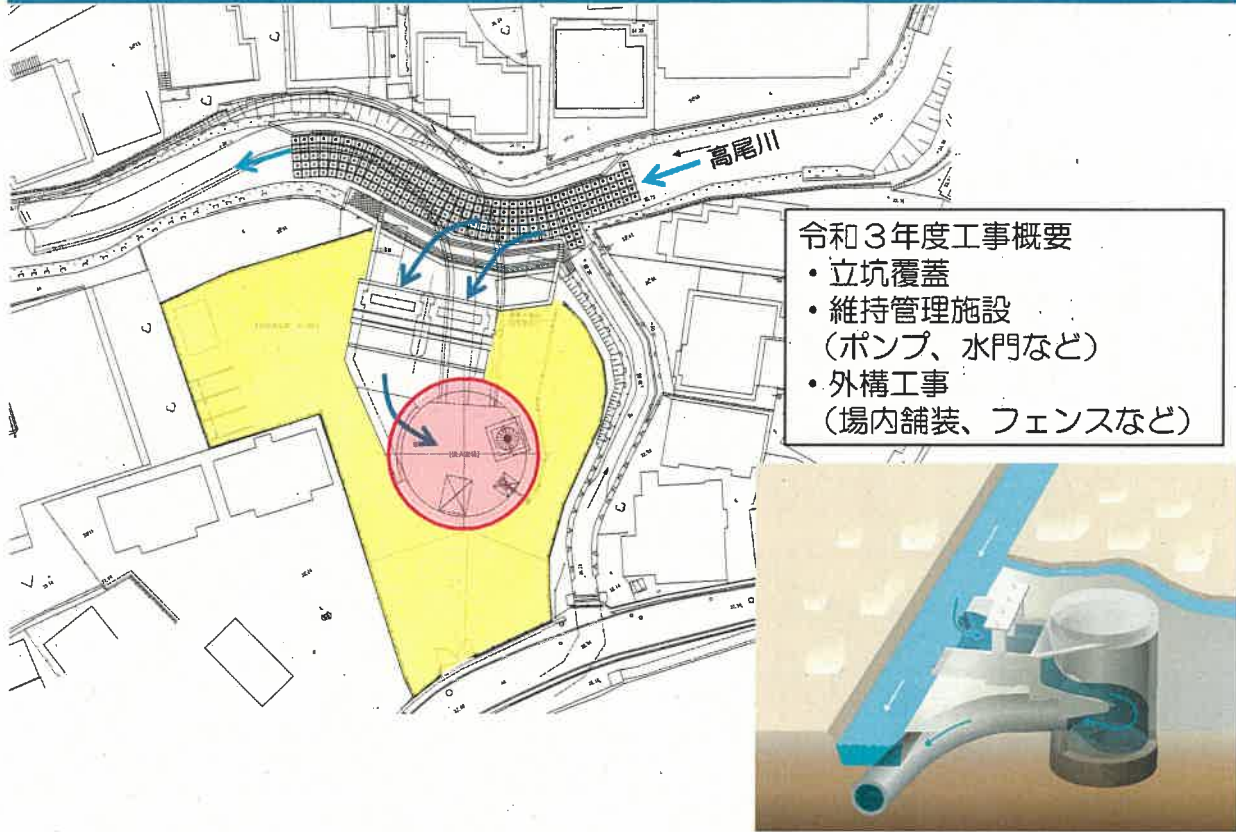 高尾川
令和3年度工事概要
・立坑覆蓋
・維持管理施設
（ポンプ、水門など）
・外構工事
（場内舗装、フェンスなど）